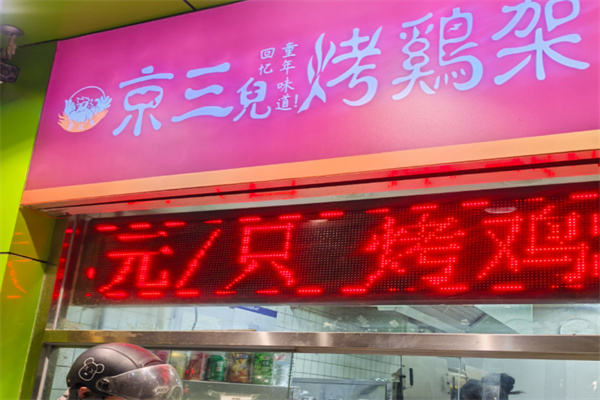 京三兒
回忆
童年味道!
烤鷄架
元/只 烤鸡